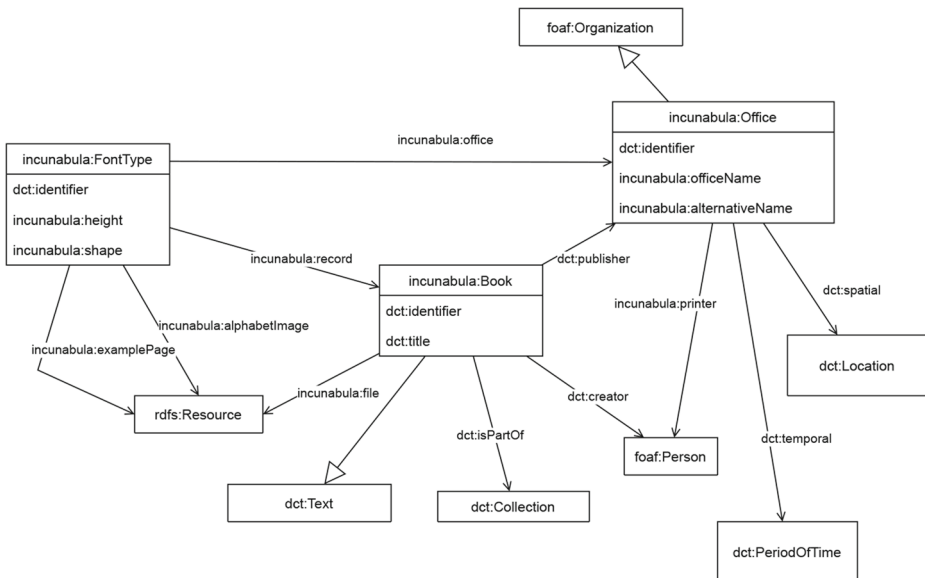 foaf:Organization
incunabula:Office
dct:identifier
incunabula:officeName
incunabula:alternativeName
incunabula:office
incunabula:FontType
dct:identifier
incunabula:height
incunabula:shape
incunabula:record
dct:publisher
incunabula:Book
dct:identifier
dct:title
incunabula:printer
dct:spatial
incunabula:alphabetImage
incunabula:examplePage
dct:Location
incunabula:file
dct:creator
rdfs:Resource
dct:isPartOf
dct:temporal
foaf:Person
dct:Text
dct:Collection
dct:PeriodOfTime